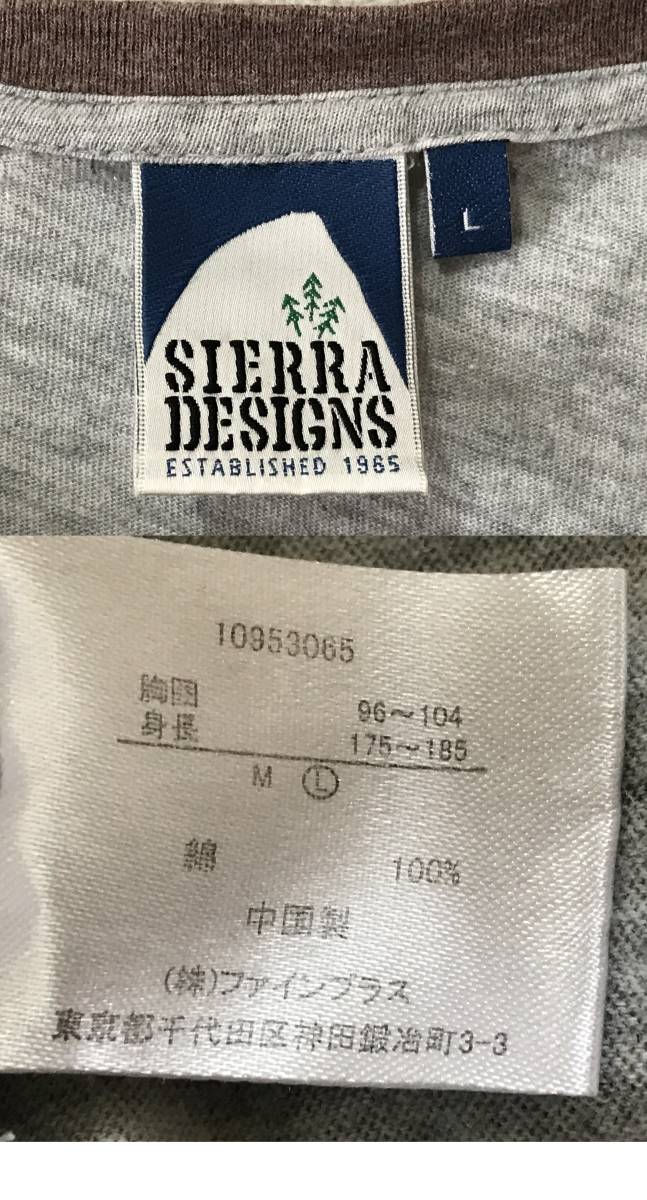 L
SIERRA
DESIGNS
ESTABLISHED 1965
10953065
胸囲 96〜104
身長 175〜185
M Ⓛ
綿 100%
中国製
(株)ファインプラス
東京都千代田区神田鍛冶町3-3